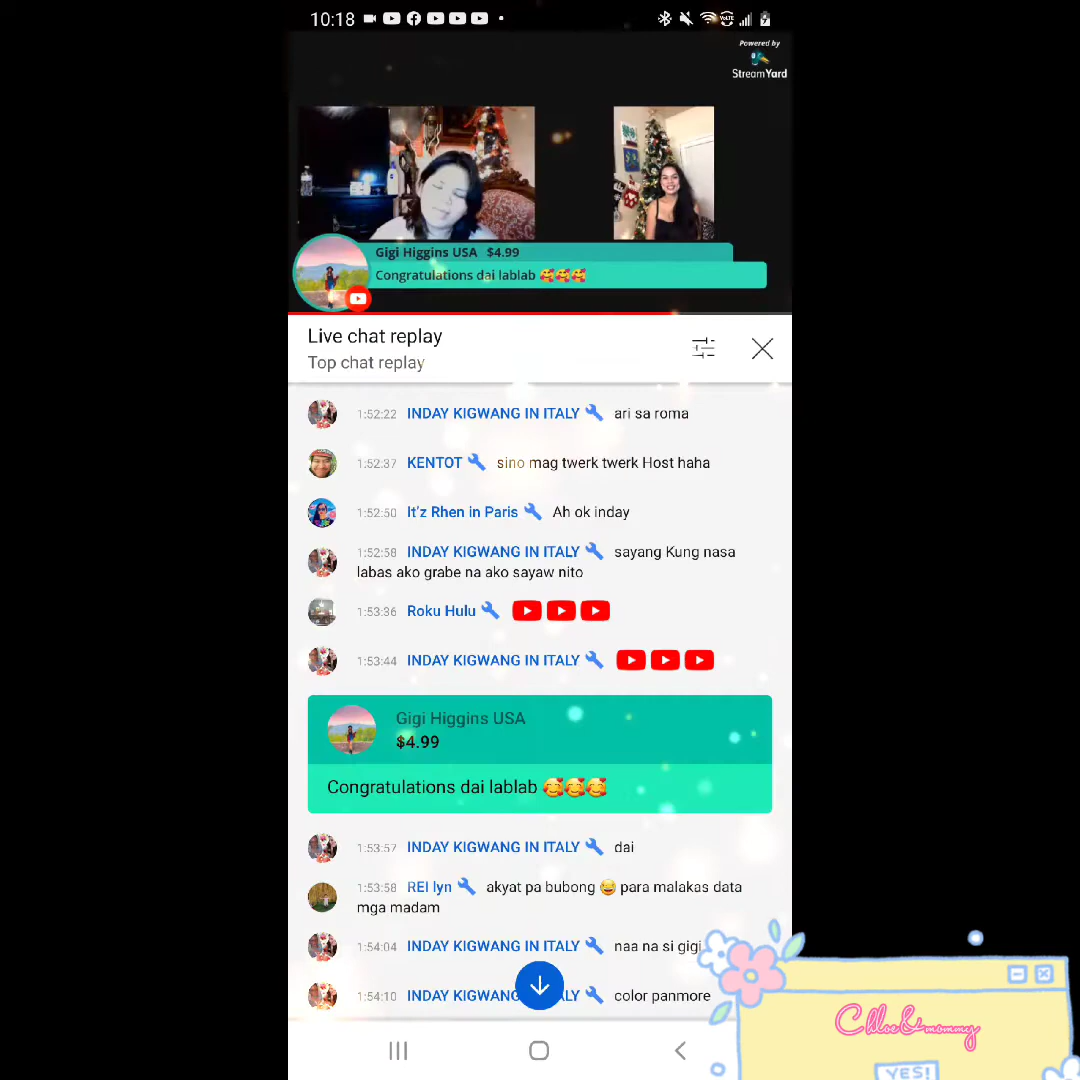 10:18
Powered by
StreamYard
Gigi Higgins USA $4.99
Congratulations dai lablab 🥰🥰🥰
Live chat replay
Top chat replay
1:52:22 INDAY KIGWANG IN ITALY ari sa roma
1:52:37 KENTOT sino mag twerk twerk Host haha
1:52:50 It'z Rhen in Paris Ah ok inday
1:52:58 INDAY KIGWANG IN ITALY sayang Kung nasa
labas ako grabe na ako sayaw nito
1:53:36 Roku Hulu
1:53:44 INDAY KIGWANG IN ITALY
Gigi Higgins USA
$4.99
Congratulations dai lablab 🥰🥰🥰
1:53:57 INDAY KIGWANG IN ITALY dai
1:53:58 REI lyn akyat pa bubong 😅 para malakas data
mga madam
1:54:04 INDAY KIGWANG IN ITALY naa na si gigi
1:54:10 INDAY KIGWANG ALY color panmore
Chloe&mommy
YES!